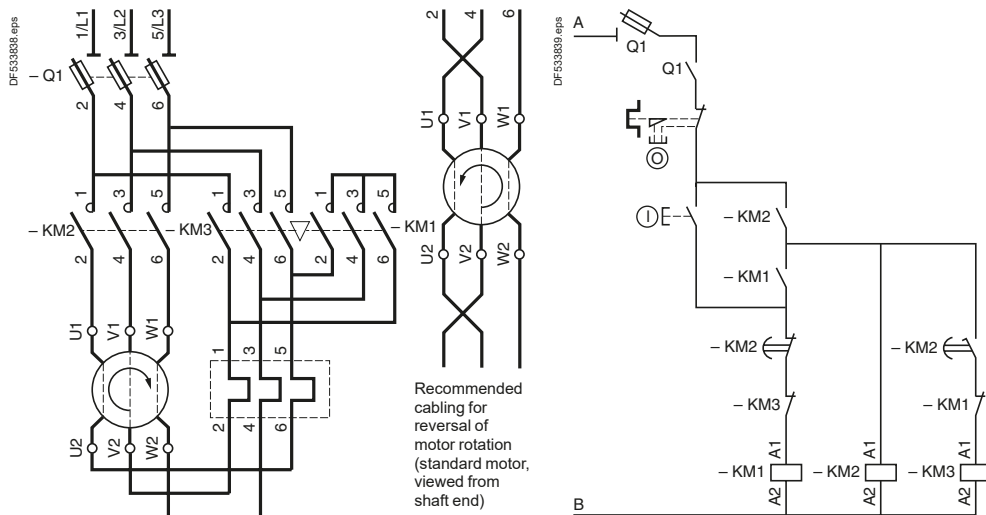 DF533838.eps
1/L1 3/L2 5/L3
– Q1
2 4 6
1 3 5 1 3 5 1 3 5
– KM2 – KM3 – KM1
2 4 6 2 4 6 2 4 6
U1 V1 W1
1 3 5
2 4 6
U2 V2 W2
2 4 6
U1 V1 W1
U2 V2 W2
Recommended
cabling for
reversal of
motor rotation
(standard motor,
viewed from
shaft end)
DF533839.eps
A
Q1
Q1
O
I
– KM2
– KM1
– KM2 – KM2
– KM3 – KM1
A1 A1 A1
– KM1 – KM2 – KM3
A2 A2 A2
B